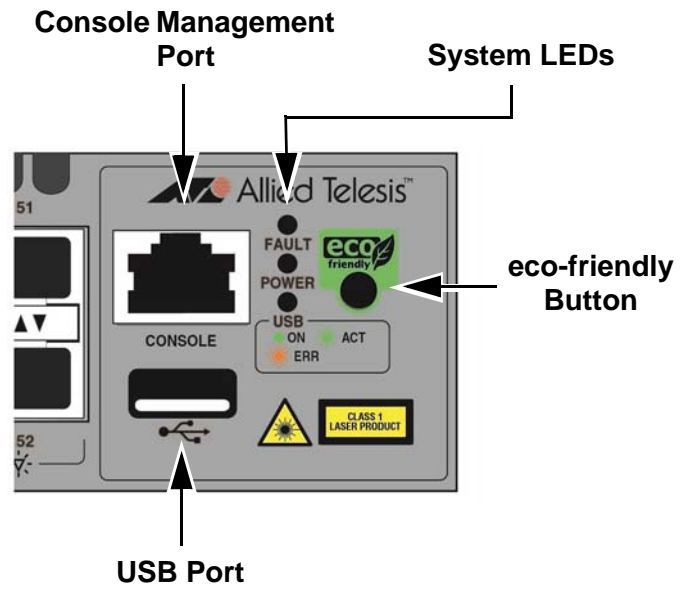 Console Management
Port
System LEDs
Allied Telesis™
51
FAULT
eco
friendly
POWER
eco-friendly
Button
USB
ON ACT
ERR
CONSOLE
CLASS 1
LASER PRODUCT
52
USB Port